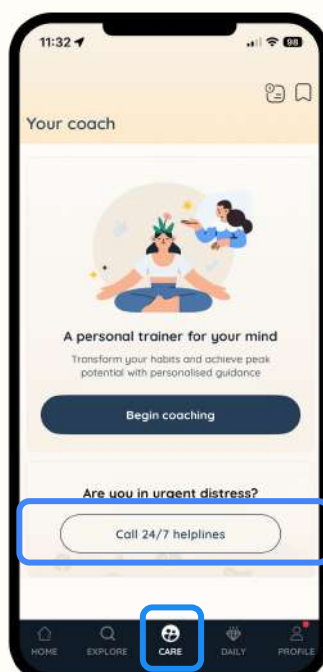 11:32
98
Your coach
A personal trainer for your mind
Transform your habits and achieve peak
potential with personalised guidance
Begin coaching
Are you in urgent distress?
Call 24/7 helplines
HOME EXPLORE CARE DAILY PROFILE